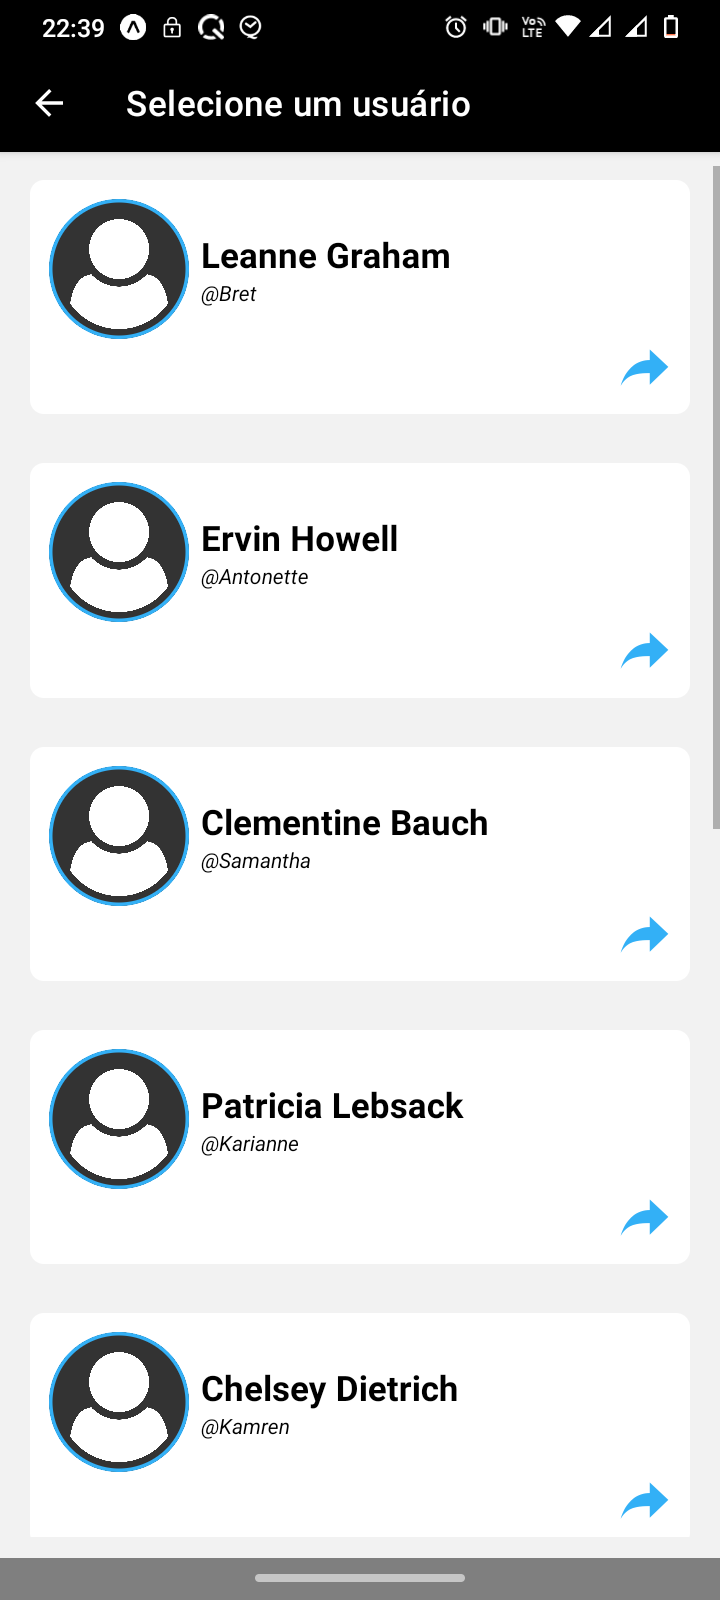 22:39
Vo LTE
Selecione um usuário
Leanne Graham
@Bret
Ervin Howell
@Antonette
Clementine Bauch
@Samantha
Patricia Lebsack
@Karianne
Chelsey Dietrich
@Kamren